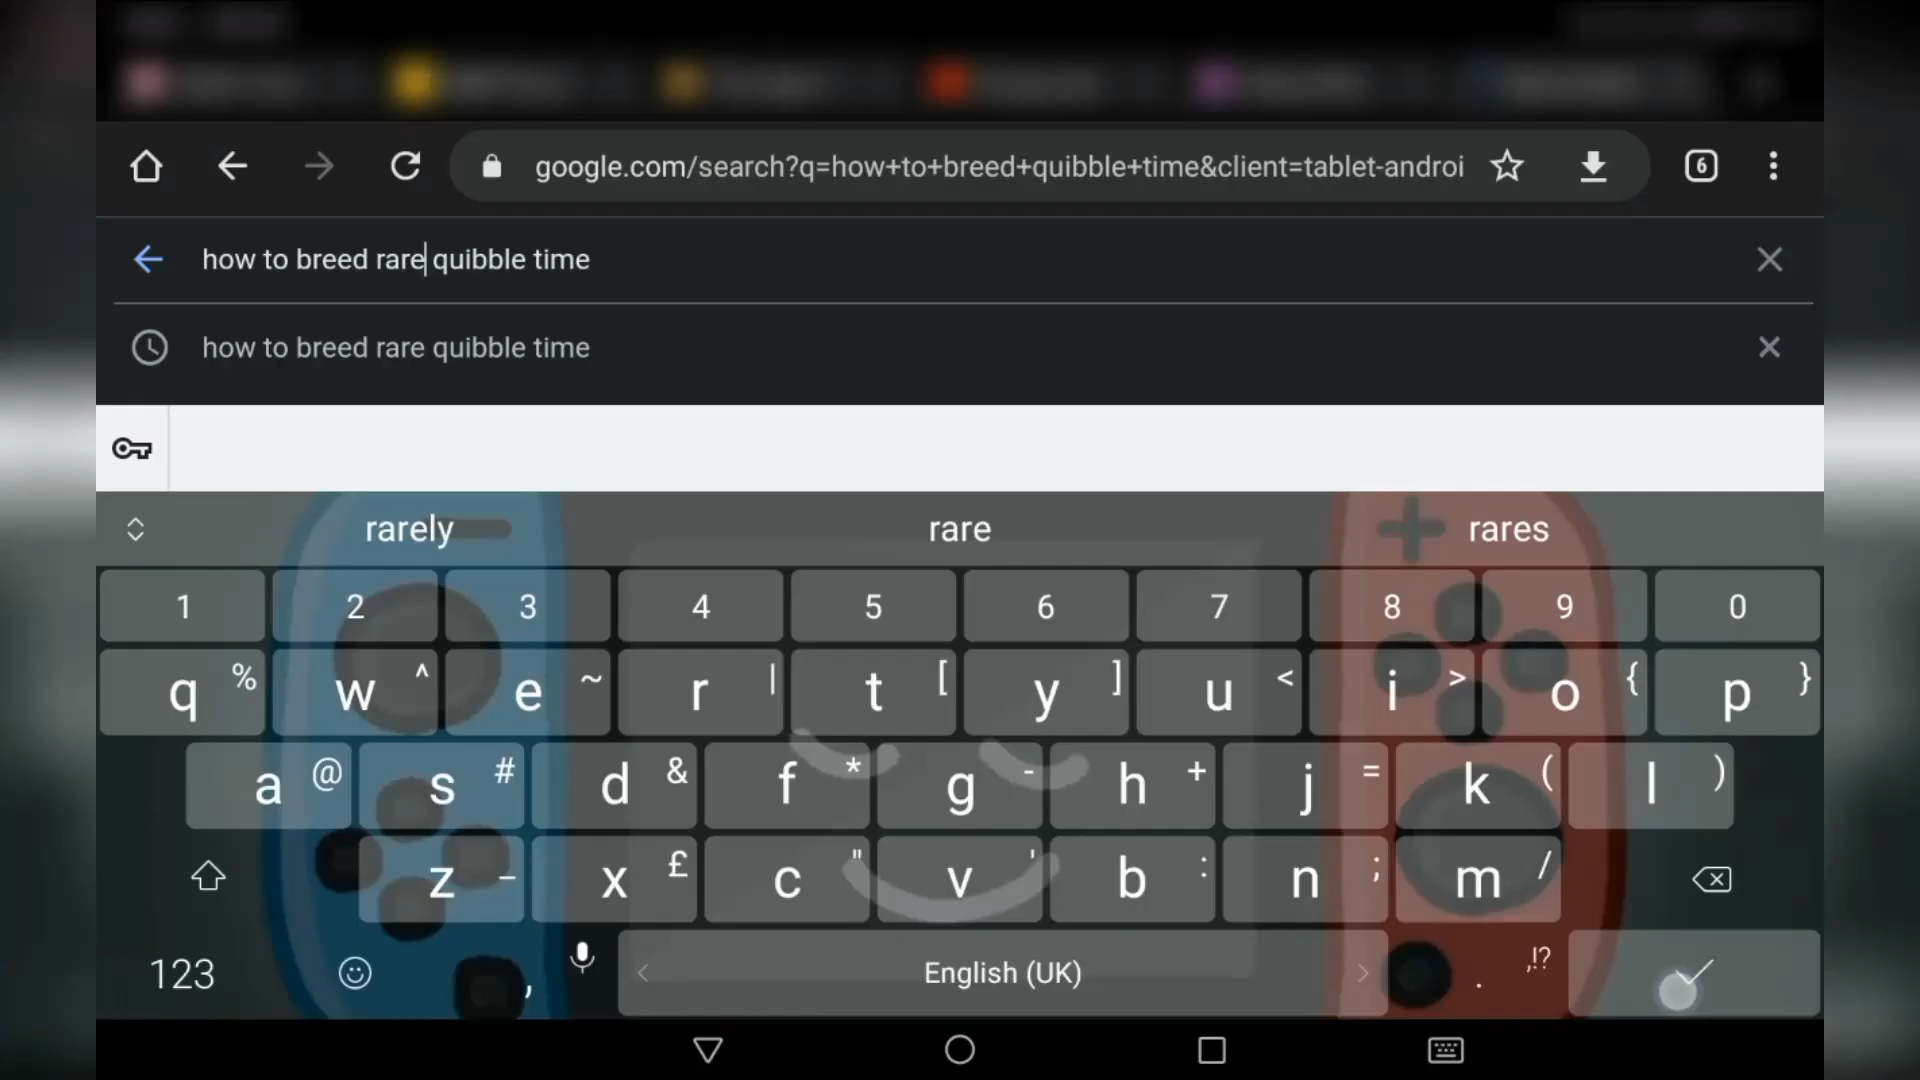 google.com/search?q=how+to+breed+quibble+time&client=tablet-androi
6
how to breed rare quibble time
how to breed rare quibble time
rarely rare rares
1 2 3 4 5 6 7 8 9 0
q % w ^ e ~ r | t [ y ] u < i > o { p }
a @ s # d & f * g - h + j = k ( l )
z _ x £ c " v ' b : n ; m /
123 , English (UK) . ,!?